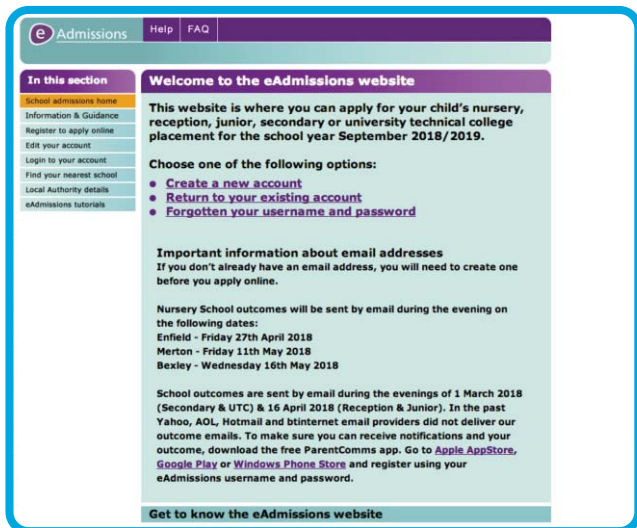 e Admissions
Help FAQ
In this section
School admissions home
Information & Guidance
Register to apply online
Edit your account
Login to your account
Find your nearest school
Local Authority details
eAdmissions tutorials
Welcome to the eAdmissions website
This website is where you can apply for your child's nursery,
reception, junior, secondary or university technical college
placement for the school year September 2018/2019.
Choose one of the following options:
Create a new account
Return to your existing account
Forgotten your username and password
Important information about email addresses
If you don't already have an email address, you will need to create one
before you apply online.
Nursery School outcomes will be sent by email during the evening on
the following dates:
Enfield - Friday 27th April 2018
Merton - Friday 11th May 2018
Bexley - Wednesday 16th May 2018
School outcomes are sent by email during the evenings of 1 March 2018
(Secondary & UTC) & 16 April 2018 (Reception & Junior). In the past
Yahoo, AOL, Hotmail and btinternet email providers did not deliver our
outcome emails. To make sure you can receive notifications and your
outcome, download the free ParentComms app. Go to Apple AppStore,
Google Play or Windows Phone Store and register using your
eAdmissions username and password.
Get to know the eAdmissions website